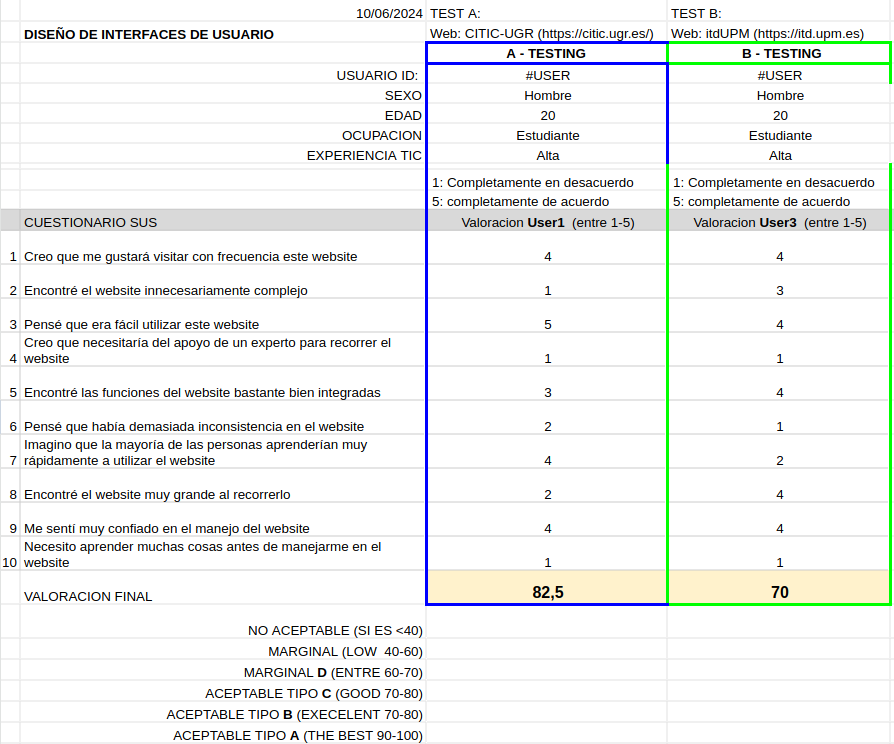 10/06/2024 TEST A: TEST B:
DISEÑO DE INTERFACES DE USUARIO Web: CITIC-UGR (https://citic.ugr.es/) Web: itdUPM (https://itd.upm.es)
A - TESTING B - TESTING
USUARIO ID: #USER #USER
SEXO Hombre Hombre
EDAD 20 20
OCUPACION Estudiante Estudiante
EXPERIENCIA TIC Alta Alta
1: Completamente en desacuerdo 1: Completamente en desacuerdo
5: completamente de acuerdo 5: completamente de acuerdo
CUESTIONARIO SUS Valoracion User1 (entre 1-5) Valoracion User3 (entre 1-5)
1 Creo que me gustará visitar con frecuencia este website 4 4
2 Encontré el website innecesariamente complejo 1 3
3 Pensé que era fácil utilizar este website 5 4
Creo que necesitaría del apoyo de un experto para recorrer el
4 website 1 1
5 Encontré las funciones del website bastante bien integradas 3 4
6 Pensé que había demasiada inconsistencia en el website 2 1
Imagino que la mayoría de las personas aprenderían muy
7 rápidamente a utilizar el website 4 2
8 Encontré el website muy grande al recorrerlo 2 4
9 Me sentí muy confiado en el manejo del website 4 4
Necesito aprender muchas cosas antes de manejarme en el
10 website 1 1
VALORACION FINAL 82,5 70
NO ACEPTABLE (SI ES <40)
MARGINAL (LOW 40-60)
MARGINAL D (ENTRE 60-70)
ACEPTABLE TIPO C (GOOD 70-80)
ACEPTABLE TIPO B (EXECELENT 70-80)
ACEPTABLE TIPO A (THE BEST 90-100)